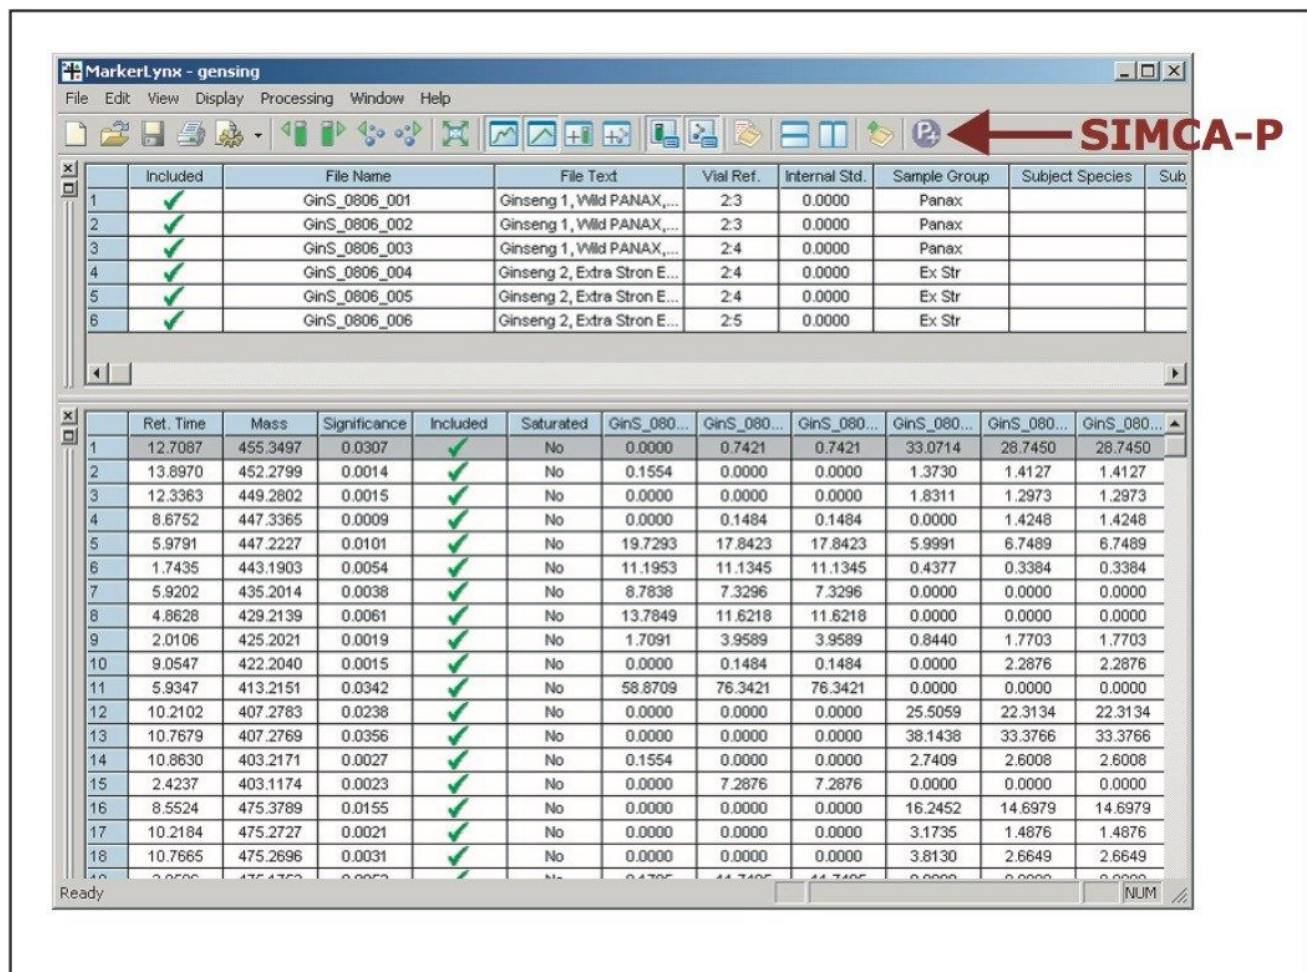 MarkerLynx - gensing
File Edit View Display Processing Window Help
P+ SIMCA-P
Included File Name File Text Vial Ref. Internal Std. Sample Group Subject Species Sub
1 GinS_0806_001 Ginseng 1, Wild PANAX,... 2:3 0.0000 Panax
2 GinS_0806_002 Ginseng 1, Wild PANAX,... 2:3 0.0000 Panax
3 GinS_0806_003 Ginseng 1, Wild PANAX,... 2:4 0.0000 Panax
4 GinS_0806_004 Ginseng 2, Extra Stron E... 2:4 0.0000 Ex Str
5 GinS_0806_005 Ginseng 2, Extra Stron E... 2:4 0.0000 Ex Str
6 GinS_0806_006 Ginseng 2, Extra Stron E... 2:5 0.0000 Ex Str
Ret. Time Mass Significance Included Saturated GinS_080... GinS_080... GinS_080... GinS_080... GinS_080... GinS_080...
1 12.7087 455.3497 0.0307 No 0.0000 0.7421 0.7421 33.0714 28.7450 28.7450
2 13.8970 452.2799 0.0014 No 0.1554 0.0000 0.0000 1.3730 1.4127 1.4127
3 12.3363 449.2802 0.0015 No 0.0000 0.0000 0.0000 1.8311 1.2973 1.2973
4 8.6752 447.3365 0.0009 No 0.0000 0.1484 0.1484 0.0000 1.4248 1.4248
5 5.9791 447.2227 0.0101 No 19.7293 17.8423 17.8423 5.9991 6.7489 6.7489
6 1.7435 443.1903 0.0054 No 11.1953 11.1345 11.1345 0.4377 0.3384 0.3384
7 5.9202 435.2014 0.0038 No 8.7838 7.3296 7.3296 0.0000 0.0000 0.0000
8 4.8628 429.2139 0.0061 No 13.7849 11.6218 11.6218 0.0000 0.0000 0.0000
9 2.0106 425.2021 0.0019 No 1.7091 3.9589 3.9589 0.8440 1.7703 1.7703
10 9.0547 422.2040 0.0015 No 0.0000 0.1484 0.1484 0.0000 2.2876 2.2876
11 5.9347 413.2151 0.0342 No 58.8709 76.3421 76.3421 0.0000 0.0000 0.0000
12 10.2102 407.2783 0.0238 No 0.0000 0.0000 0.0000 25.5059 22.3134 22.3134
13 10.7679 407.2769 0.0356 No 0.0000 0.0000 0.0000 38.1438 33.3766 33.3766
14 10.8630 403.2171 0.0027 No 0.1554 0.0000 0.0000 2.7409 2.6008 2.6008
15 2.4237 403.1174 0.0023 No 0.0000 7.2876 7.2876 0.0000 0.0000 0.0000
16 8.5524 475.3789 0.0155 No 0.0000 0.0000 0.0000 16.2452 14.6979 14.6979
17 10.2184 475.2727 0.0021 No 0.0000 0.0000 0.0000 3.1735 1.4876 1.4876
18 10.7665 475.2696 0.0031 No 0.0000 0.0000 0.0000 3.8130 2.6649 2.6649
Ready NUM